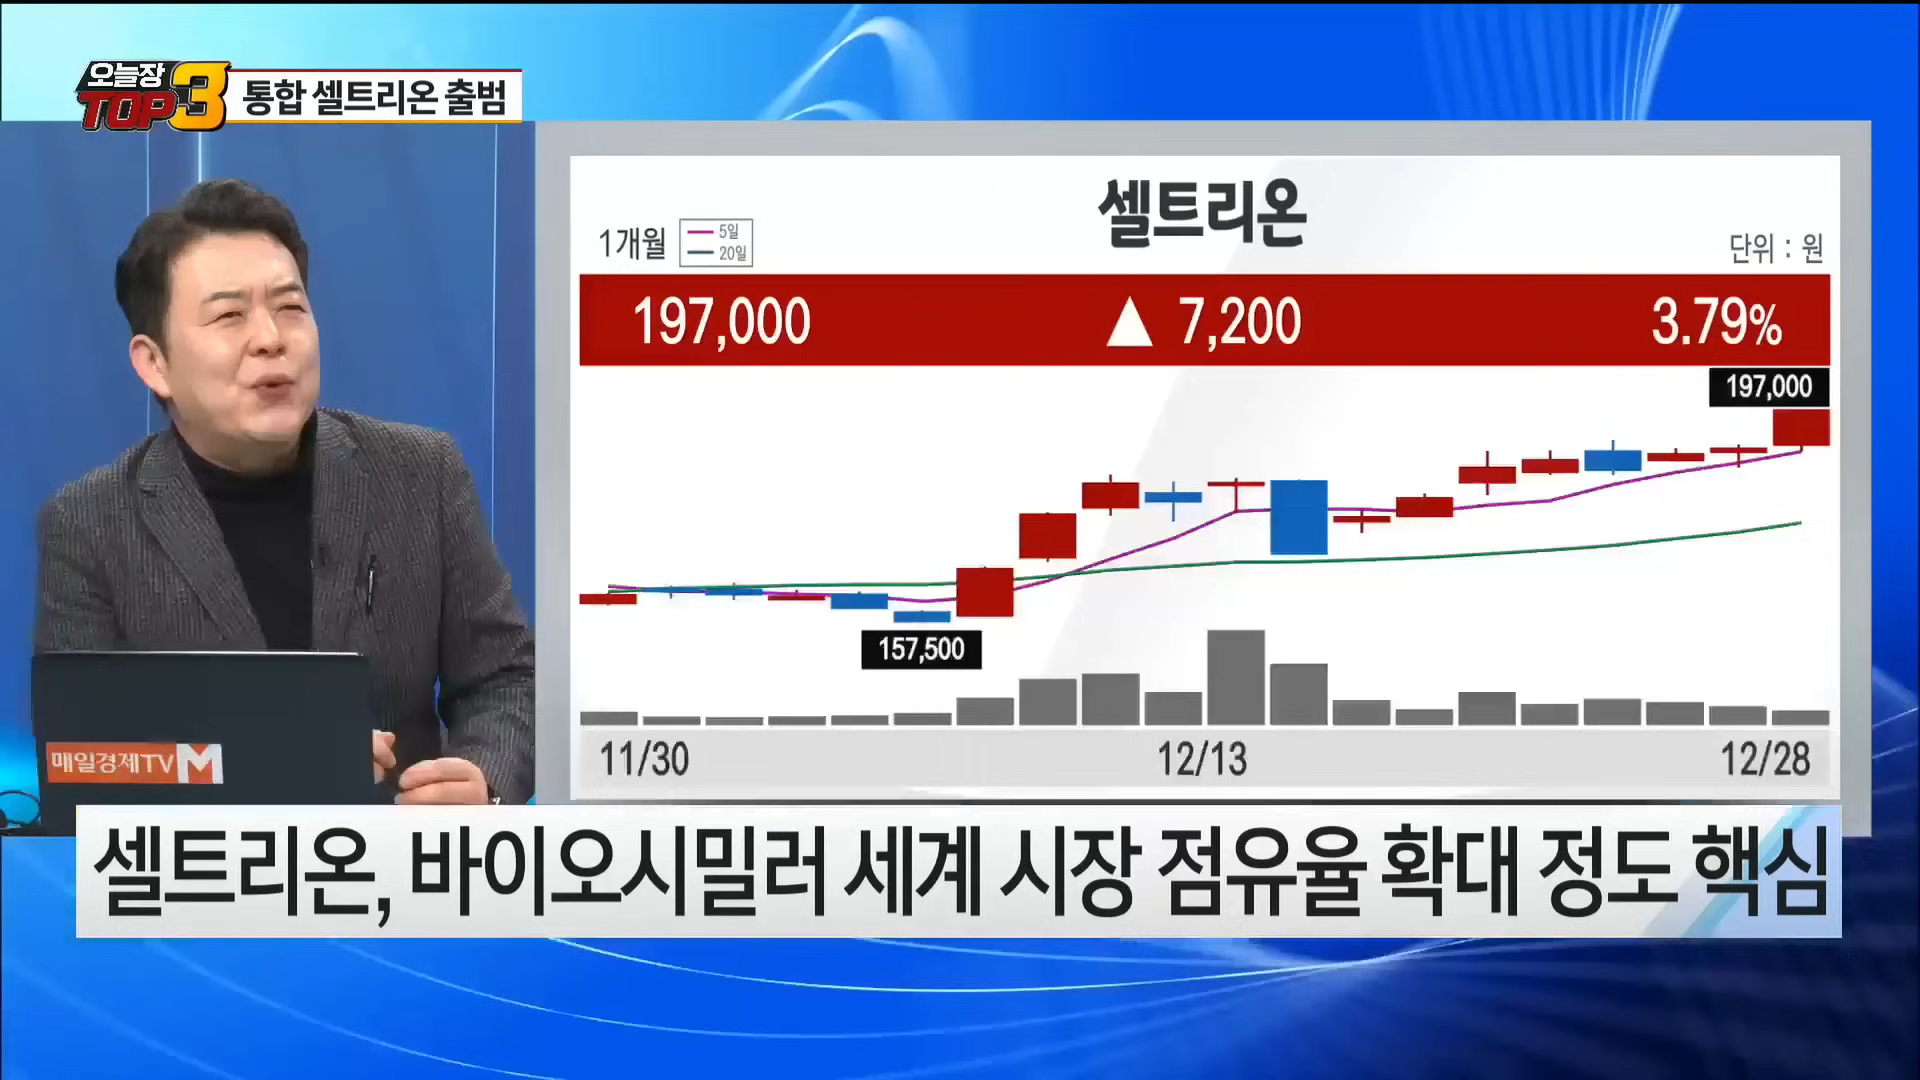 오늘장
TOP3
통합 셀트리온 출범
셀트리온
1개월
5일
20일
단위 : 원
197,000 ▲ 7,200 3.79%
197,000
157,500
11/30 12/13 12/28
매일경제TV M
셀트리온, 바이오시밀러 세계 시장 점유율 확대 정도 핵심